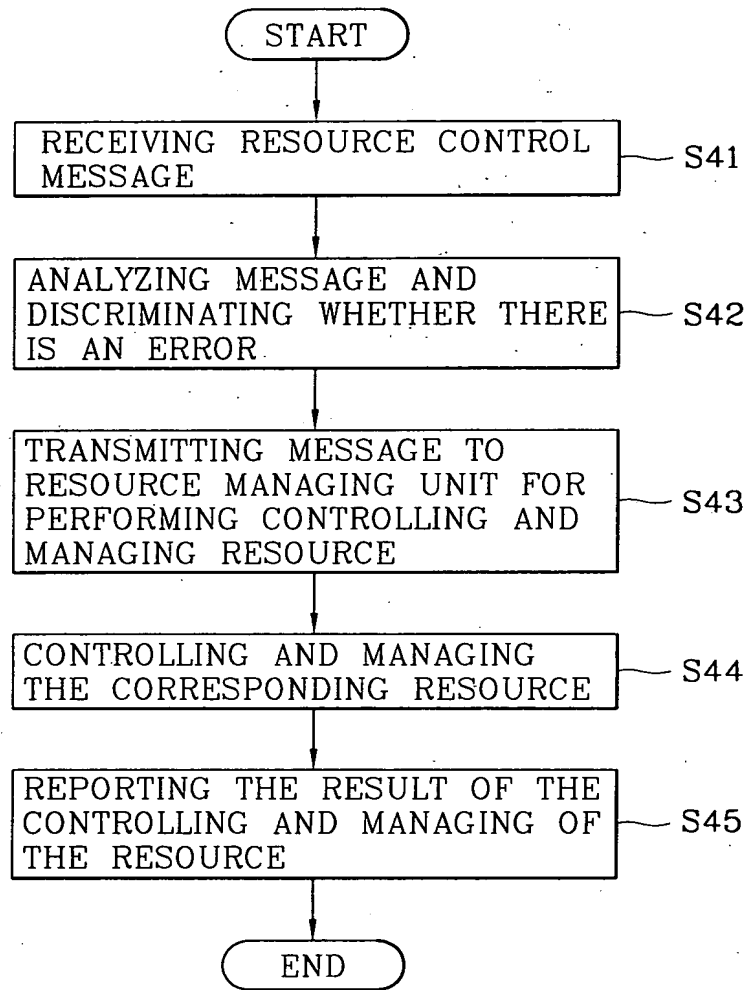 START
RECEIVING RESOURCE CONTROL
MESSAGE
S41
ANALYZING MESSAGE AND
DISCRIMINATING WHETHER THERE
IS AN ERROR
S42
TRANSMITTING MESSAGE TO
RESOURCE MANAGING UNIT FOR
PERFORMING CONTROLLING AND
MANAGING RESOURCE
S43
CONTROLLING AND MANAGING
THE CORRESPONDING RESOURCE
S44
REPORTING THE RESULT OF THE
CONTROLLING AND MANAGING OF
THE RESOURCE
S45
END